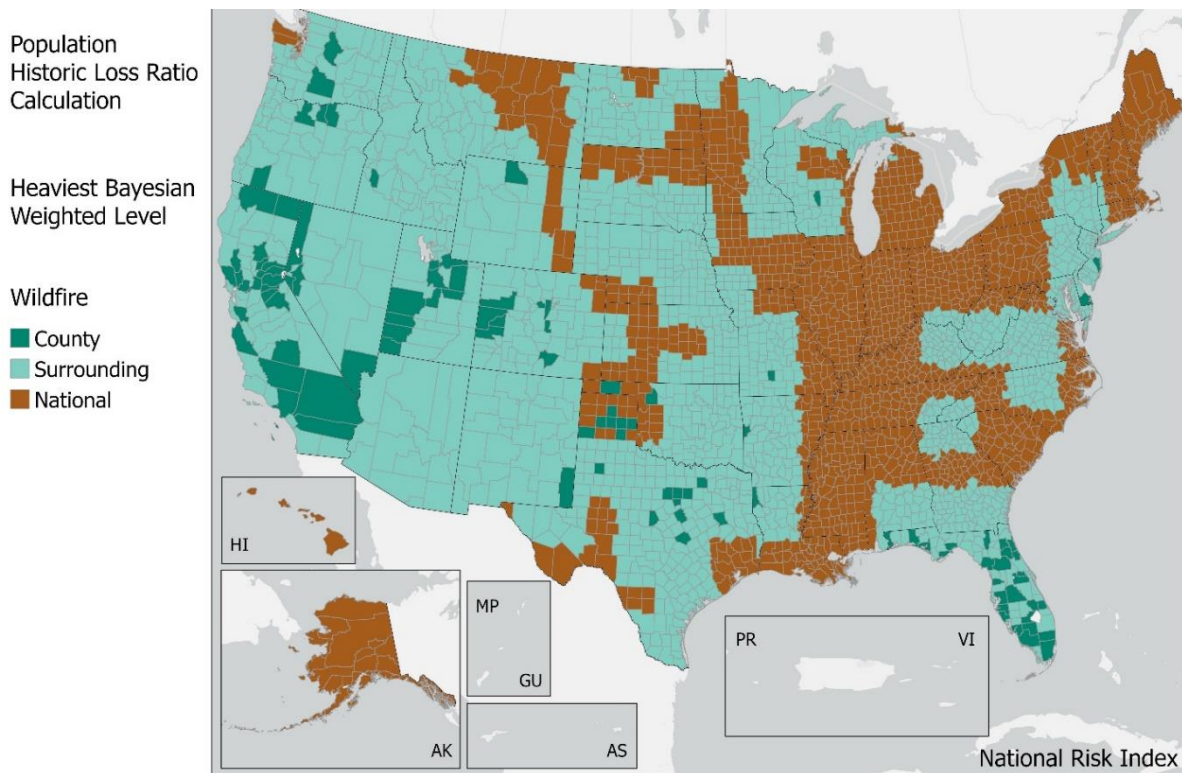 Population
Historic Loss Ratio
Calculation
Heaviest Bayesian
Weighted Level
Wildfire
County
Surrounding
National
HI
AK
MP
GU
AS
PR
VI
National Risk Index